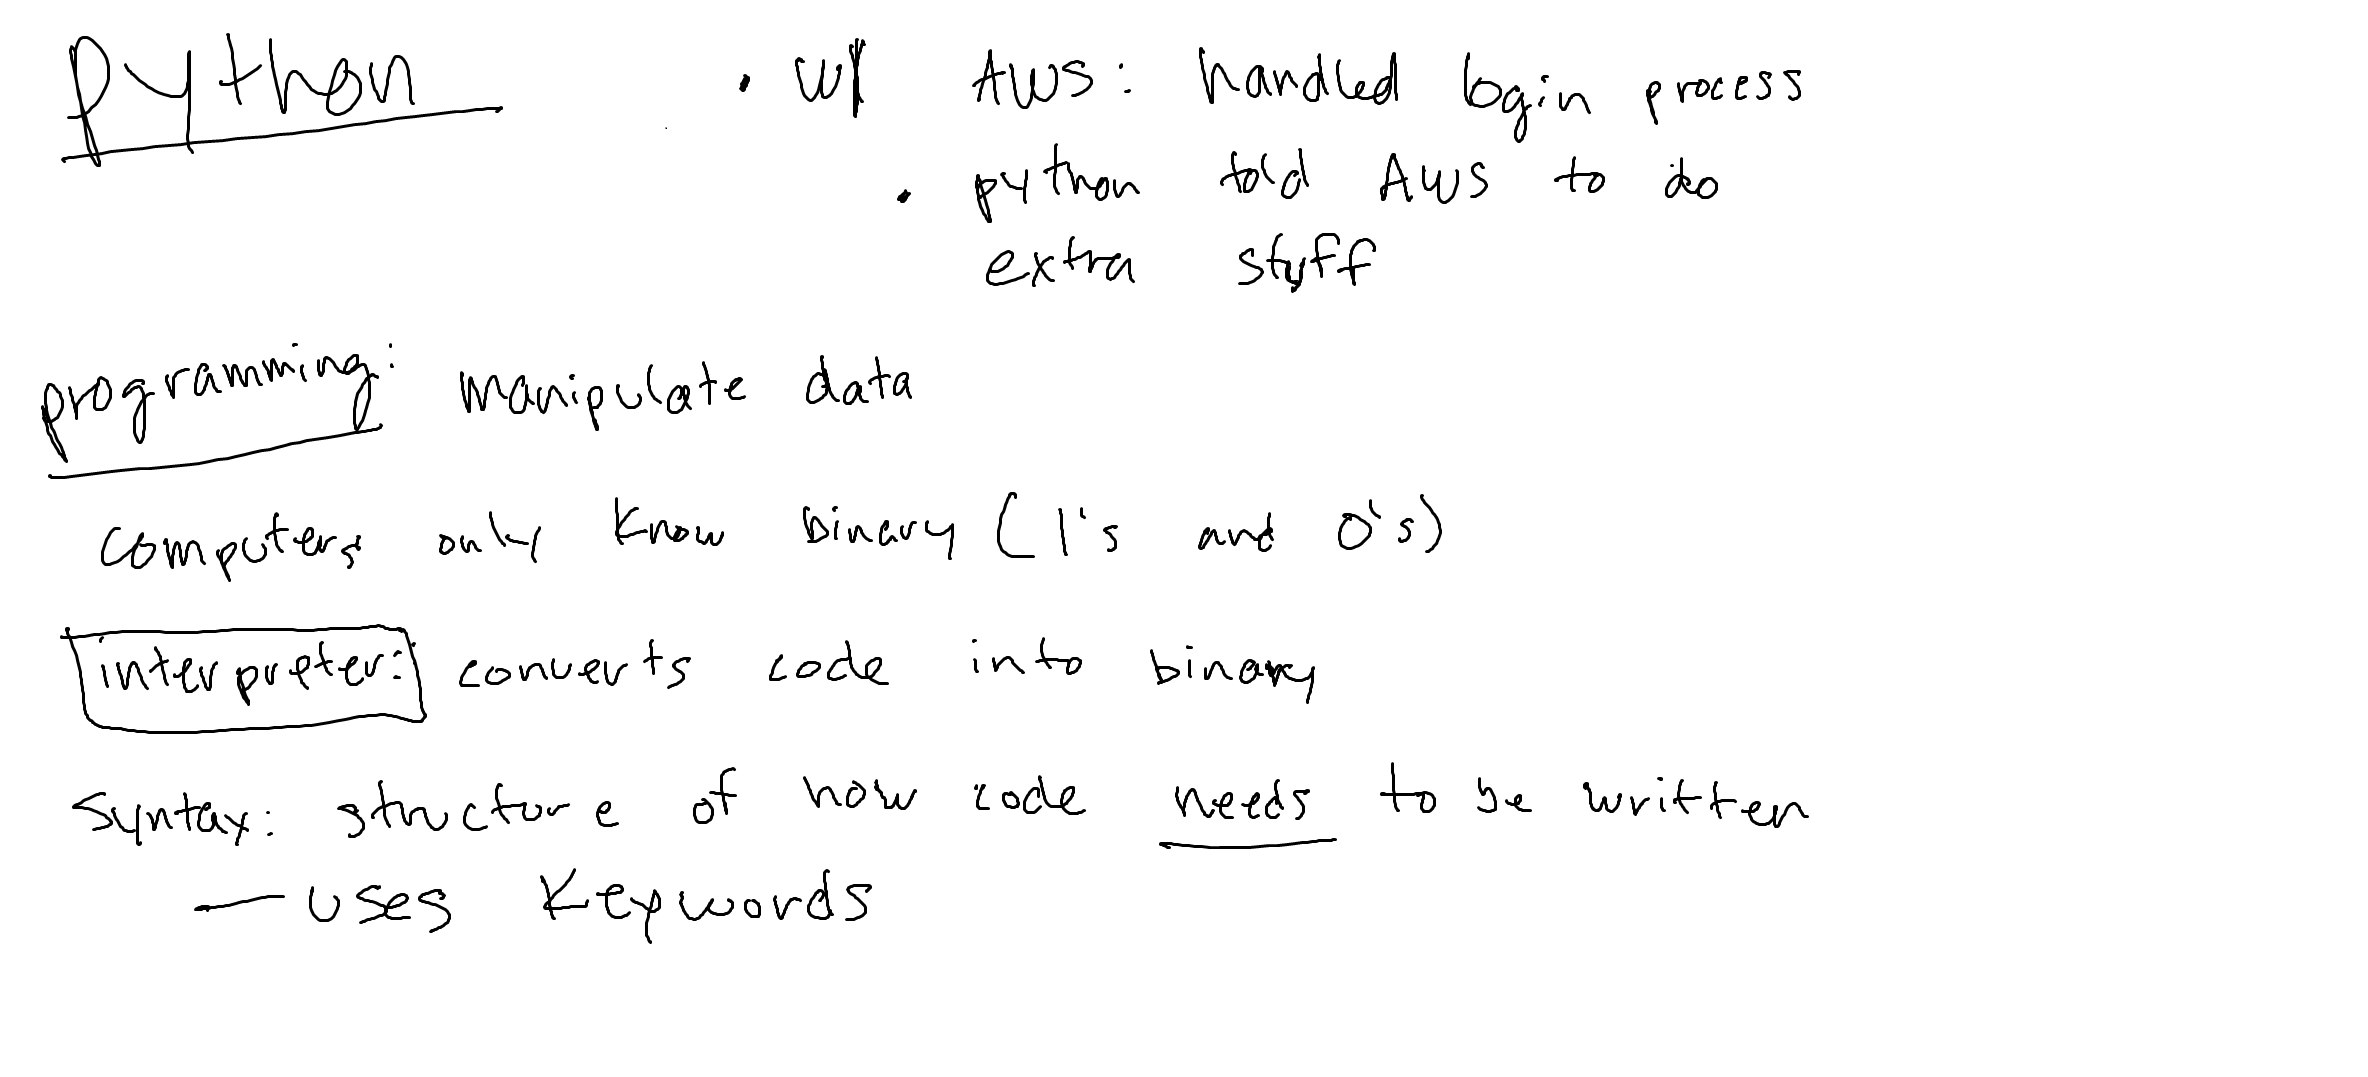 python
• w/ AWS: handled login process
• python told AWS to do
extra stuff
programming: manipulate data
computers only know binary (1's and 0's)
interpreter: converts code into binary
Syntax: structure of how code needs to be written
— uses keywords